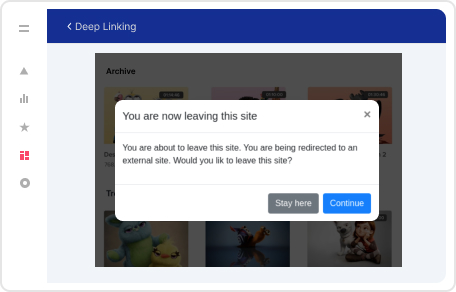 Deep Linking
Archive
You are now leaving this site
×
You are about to leave this site. You are being redirected to an
external site. Would you lik to leave this site?
Stay here
Continue